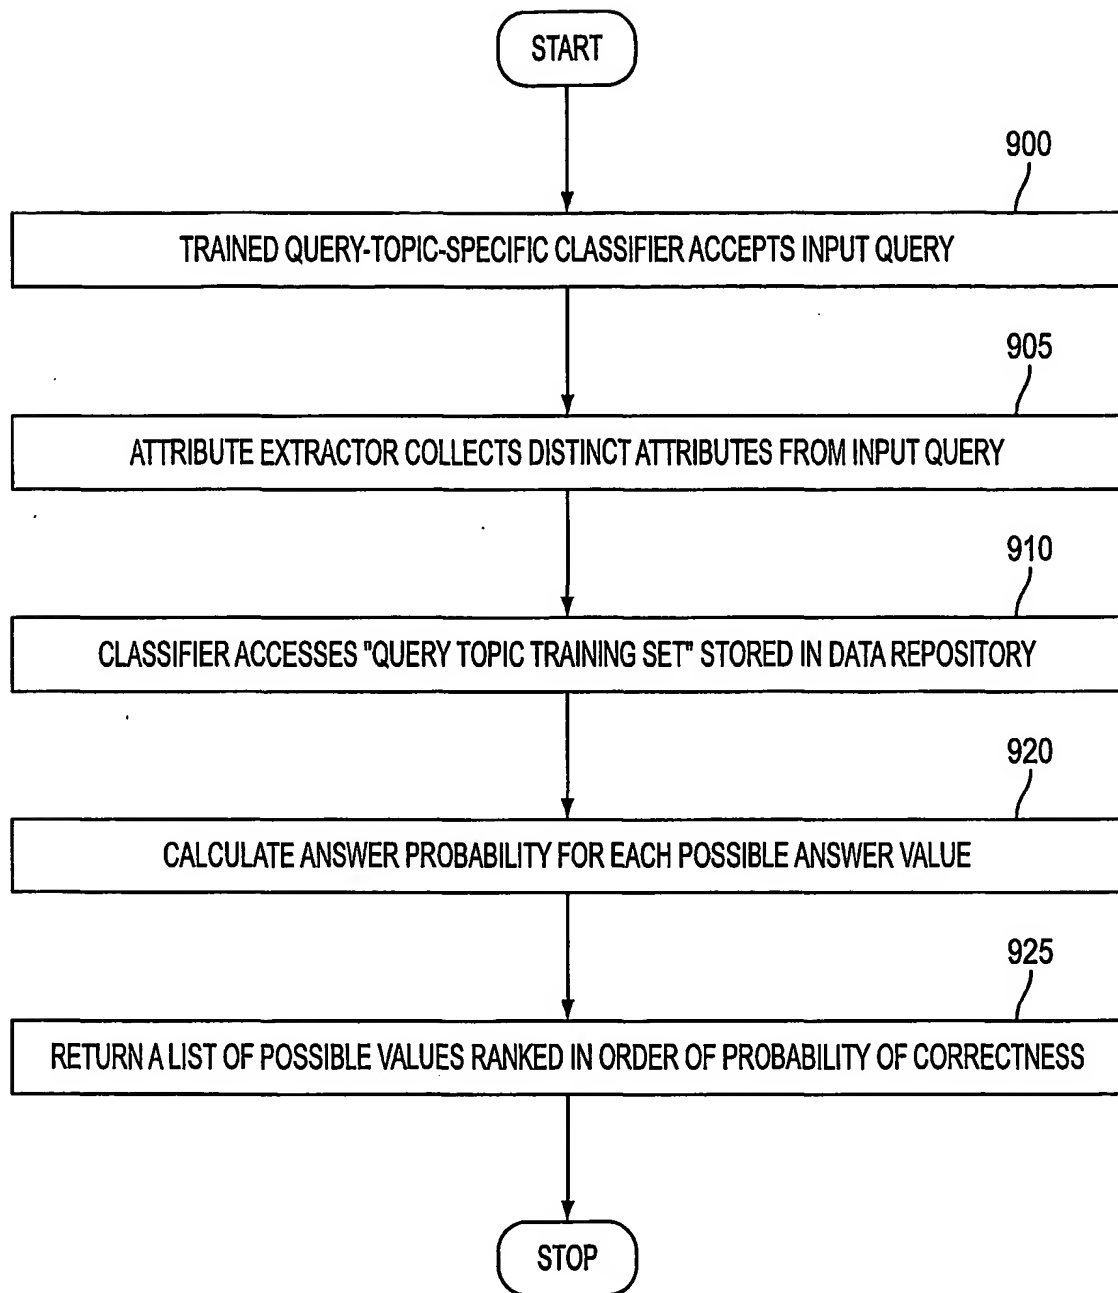 START
900
TRAINED QUERY-TOPIC-SPECIFIC CLASSIFIER ACCEPTS INPUT QUERY
905
ATTRIBUTE EXTRACTOR COLLECTS DISTINCT ATTRIBUTES FROM INPUT QUERY
910
CLASSIFIER ACCESSES "QUERY TOPIC TRAINING SET" STORED IN DATA REPOSITORY
920
CALCULATE ANSWER PROBABILITY FOR EACH POSSIBLE ANSWER VALUE
925
RETURN A LIST OF POSSIBLE VALUES RANKED IN ORDER OF PROBABILITY OF CORRECTNESS
STOP